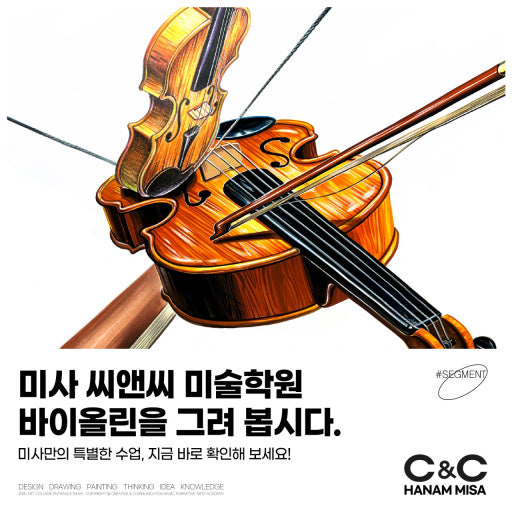 미사 씨앤씨 미술학원
바이올린을 그려 봅시다.
미사만의 특별한 수업, 지금 바로 확인해 보세요!
#SEGMENT
DESIGN DRAWING PAINTING THINKING IDEA KNOWLEDGE
C&C
HANAM MISA